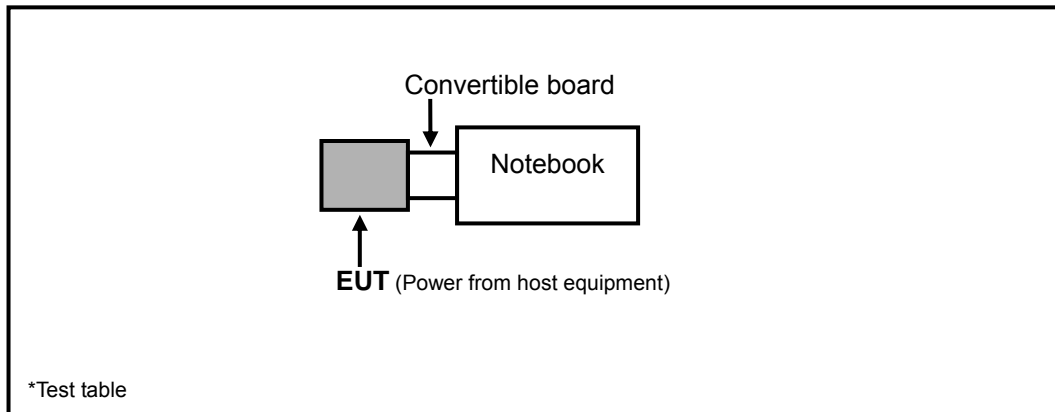 Convertible board
Notebook
EUT (Power from host equipment)
*Test table